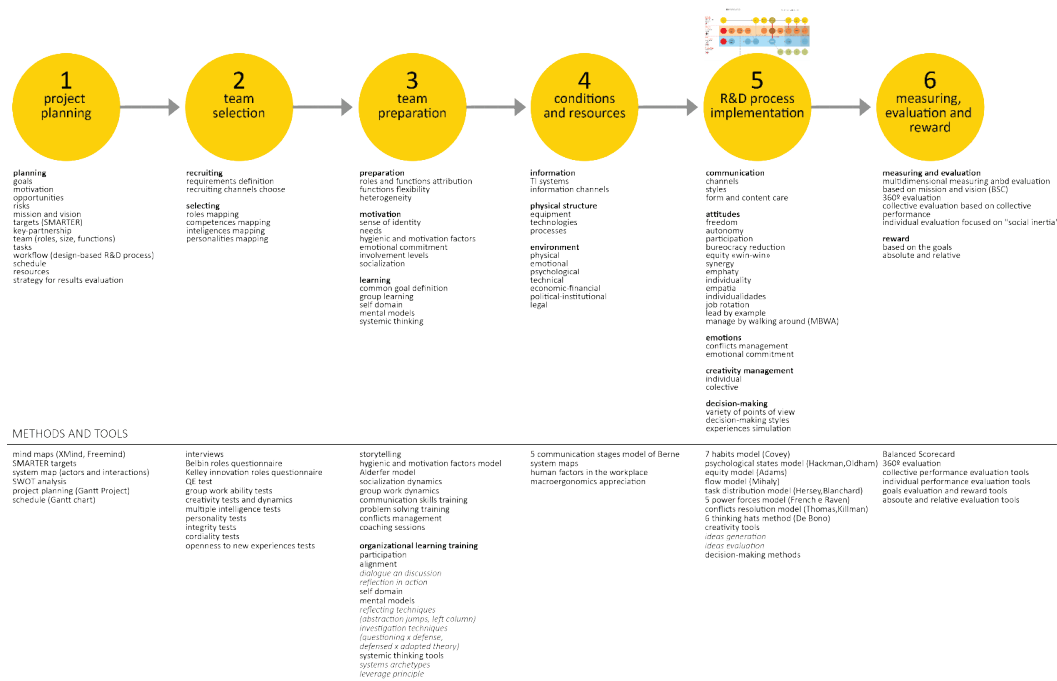 1
project
planning
2
team
selection
3
team
preparation
4
conditions
and resources
5
R&D process
implementation
6
measuring,
evaluation and
reward
planning
goals
motivation
opportunities
risks
mission and vision
targets (SMARTER)
key-partnership
team (roles, size, functions)
tasks
workflow (design-based R&D process)
schedule
resources
strategy for results evaluation
recruiting
requirements definition
recruiting channels choose
selecting
roles mapping
competences mapping
inteligences mapping
personalities mapping
preparation
roles and functions attribution
functions flexibility
heterogeneity
motivation
sense of identity
needs
hygienic and motivation factors
emotional commitment
involvement levels
socialization
learning
common goal definition
group learning
self domain
mental models
systemic thinking
information
TI systems
information channels
physical structure
equipment
technologies
processes
environment
physical
emotional
psychological
technical
economic-financial
political-institutional
legal
communication
channels
styles
form and content care
attitudes
freedom
autonomy
participation
bureocracy reduction
equity «win-win»
synergy
emphaty
individuality
empatia
individualidades
job rotation
lead by example
manage by walking around (MBWA)
emotions
conflicts management
emotional commitment
creativity management
individual
colective
decision-making
variety of points of view
decision-making styles
experiences simulation
measuring and evaluation
multidimensional measuring anbd evaluation
based on mission and vision (BSC)
360º evaluation
collective evaluation based on collective
performance
individual evaluation focused on "social inertia"
reward
based on the goals
absolute and relative
METHODS AND TOOLS
mind maps (XMind, Freemind)
SMARTER targets
system map (actors and interactions)
SWOT analysis
project planning (Gantt Project)
schedule (Gantt chart)
interviews
Belbin roles questionnaire
Kelley innovation roles questionnaire
QE test
group work ability tests
creativity tests and dynamics
multiple intelligence tests
personality tests
integrity tests
cordiality tests
openness to new experiences tests
storytelling
hygienic and motivation factors model
Alderfer model
socialization dynamics
group work dynamics
communication skills training
problem solving training
conflicts management
coaching sessions
organizational learning training
participation
alignment
dialogue an discussion
reflection in action
self domain
mental models
reflecting techniques
(abstraction jumps, left column)
investigation techniques
(questioning x defense,
defensed x adopted theory)
systemic thinking tools
systems archetypes
leverage principle
5 communication stages model of Berne
system maps
human factors in the workplace
macroergonomics appreciation
7 habits model (Covey)
psychological states model (Hackman,Oldham)
equity model (Adams)
flow model (Mihaly)
task distribution model (Hersey,Blanchard)
5 power forces model (French e Raven)
conflicts resolution model (Thomas,Killman)
6 thinking hats method (De Bono)
creativity tools
ideas generation
ideas evaluation
decision-making methods
Balanced Scorecard
360º evaluation
collective performance evaluation tools
individual performance evaluation tools
goals evaluation and reward tools
absoute and relative evaluation tools